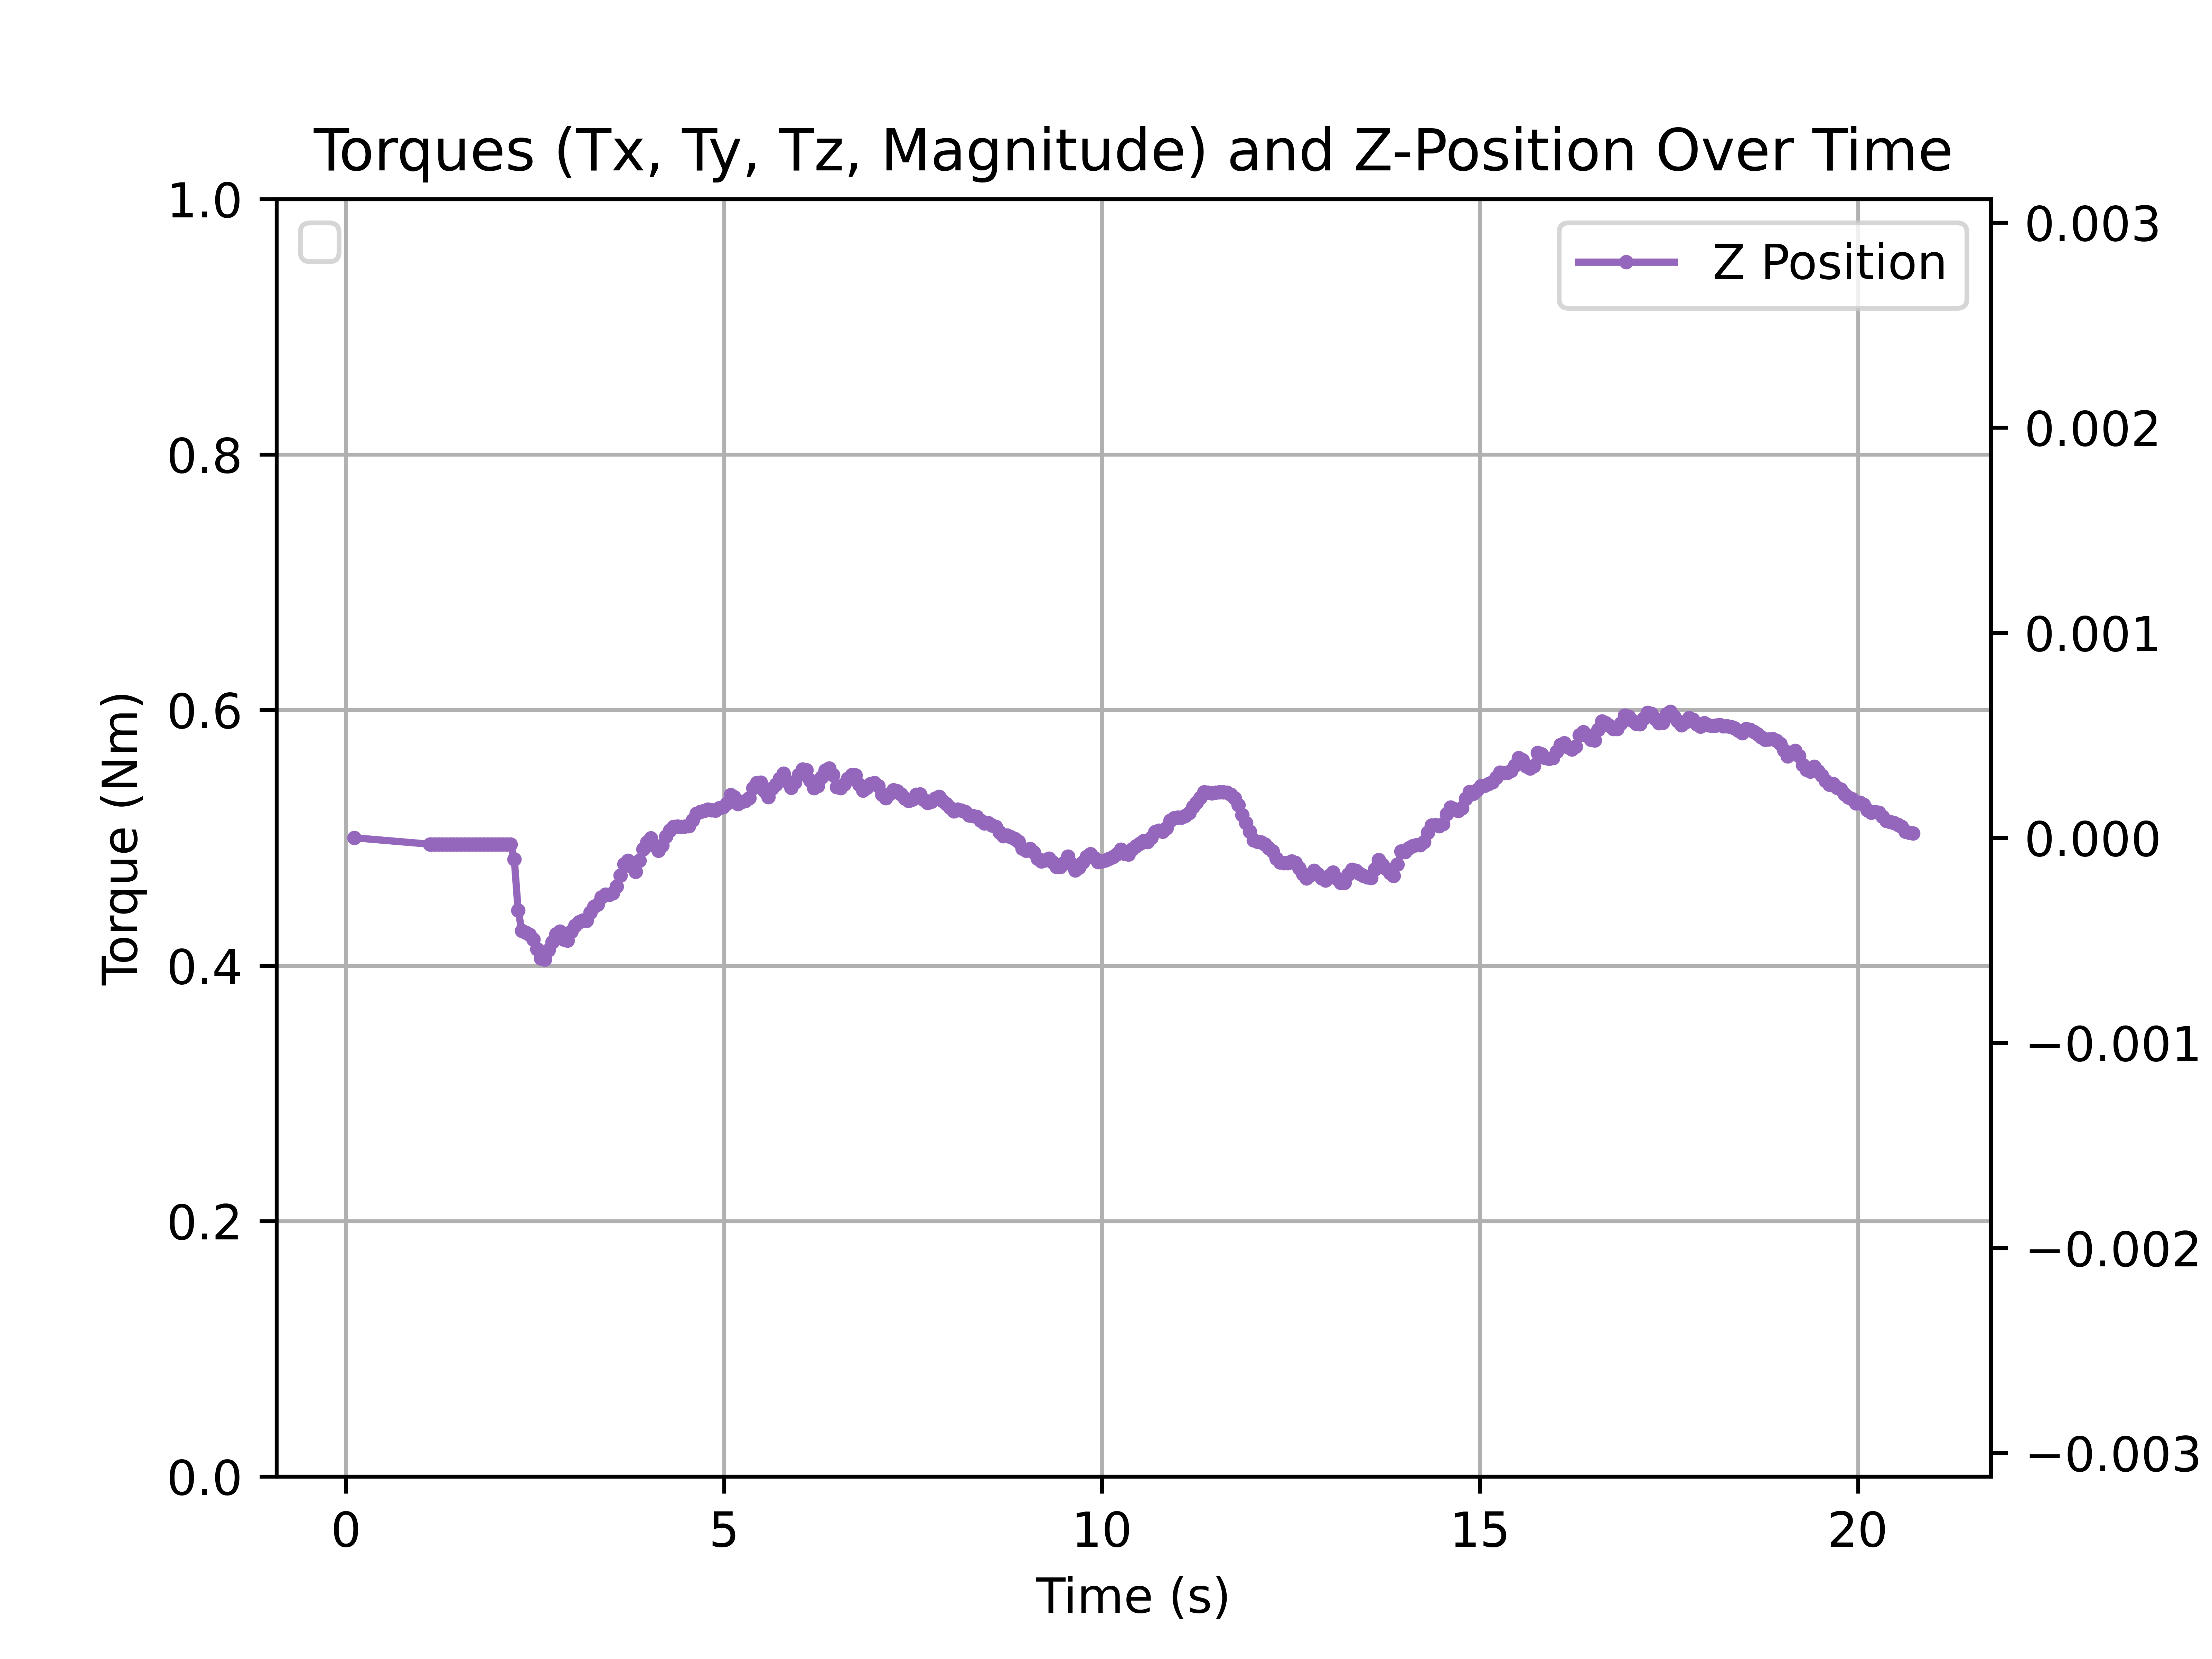 Torques (Tx, Ty, Tz, Magnitude) and Z-Position Over Time
Z Position
Torque (Nm)
1.0
0.8
0.6
0.4
0.2
0.0
0.003
0.002
0.001
0.000
−0.001
−0.002
−0.003
0 5 10 15 20
Time (s)